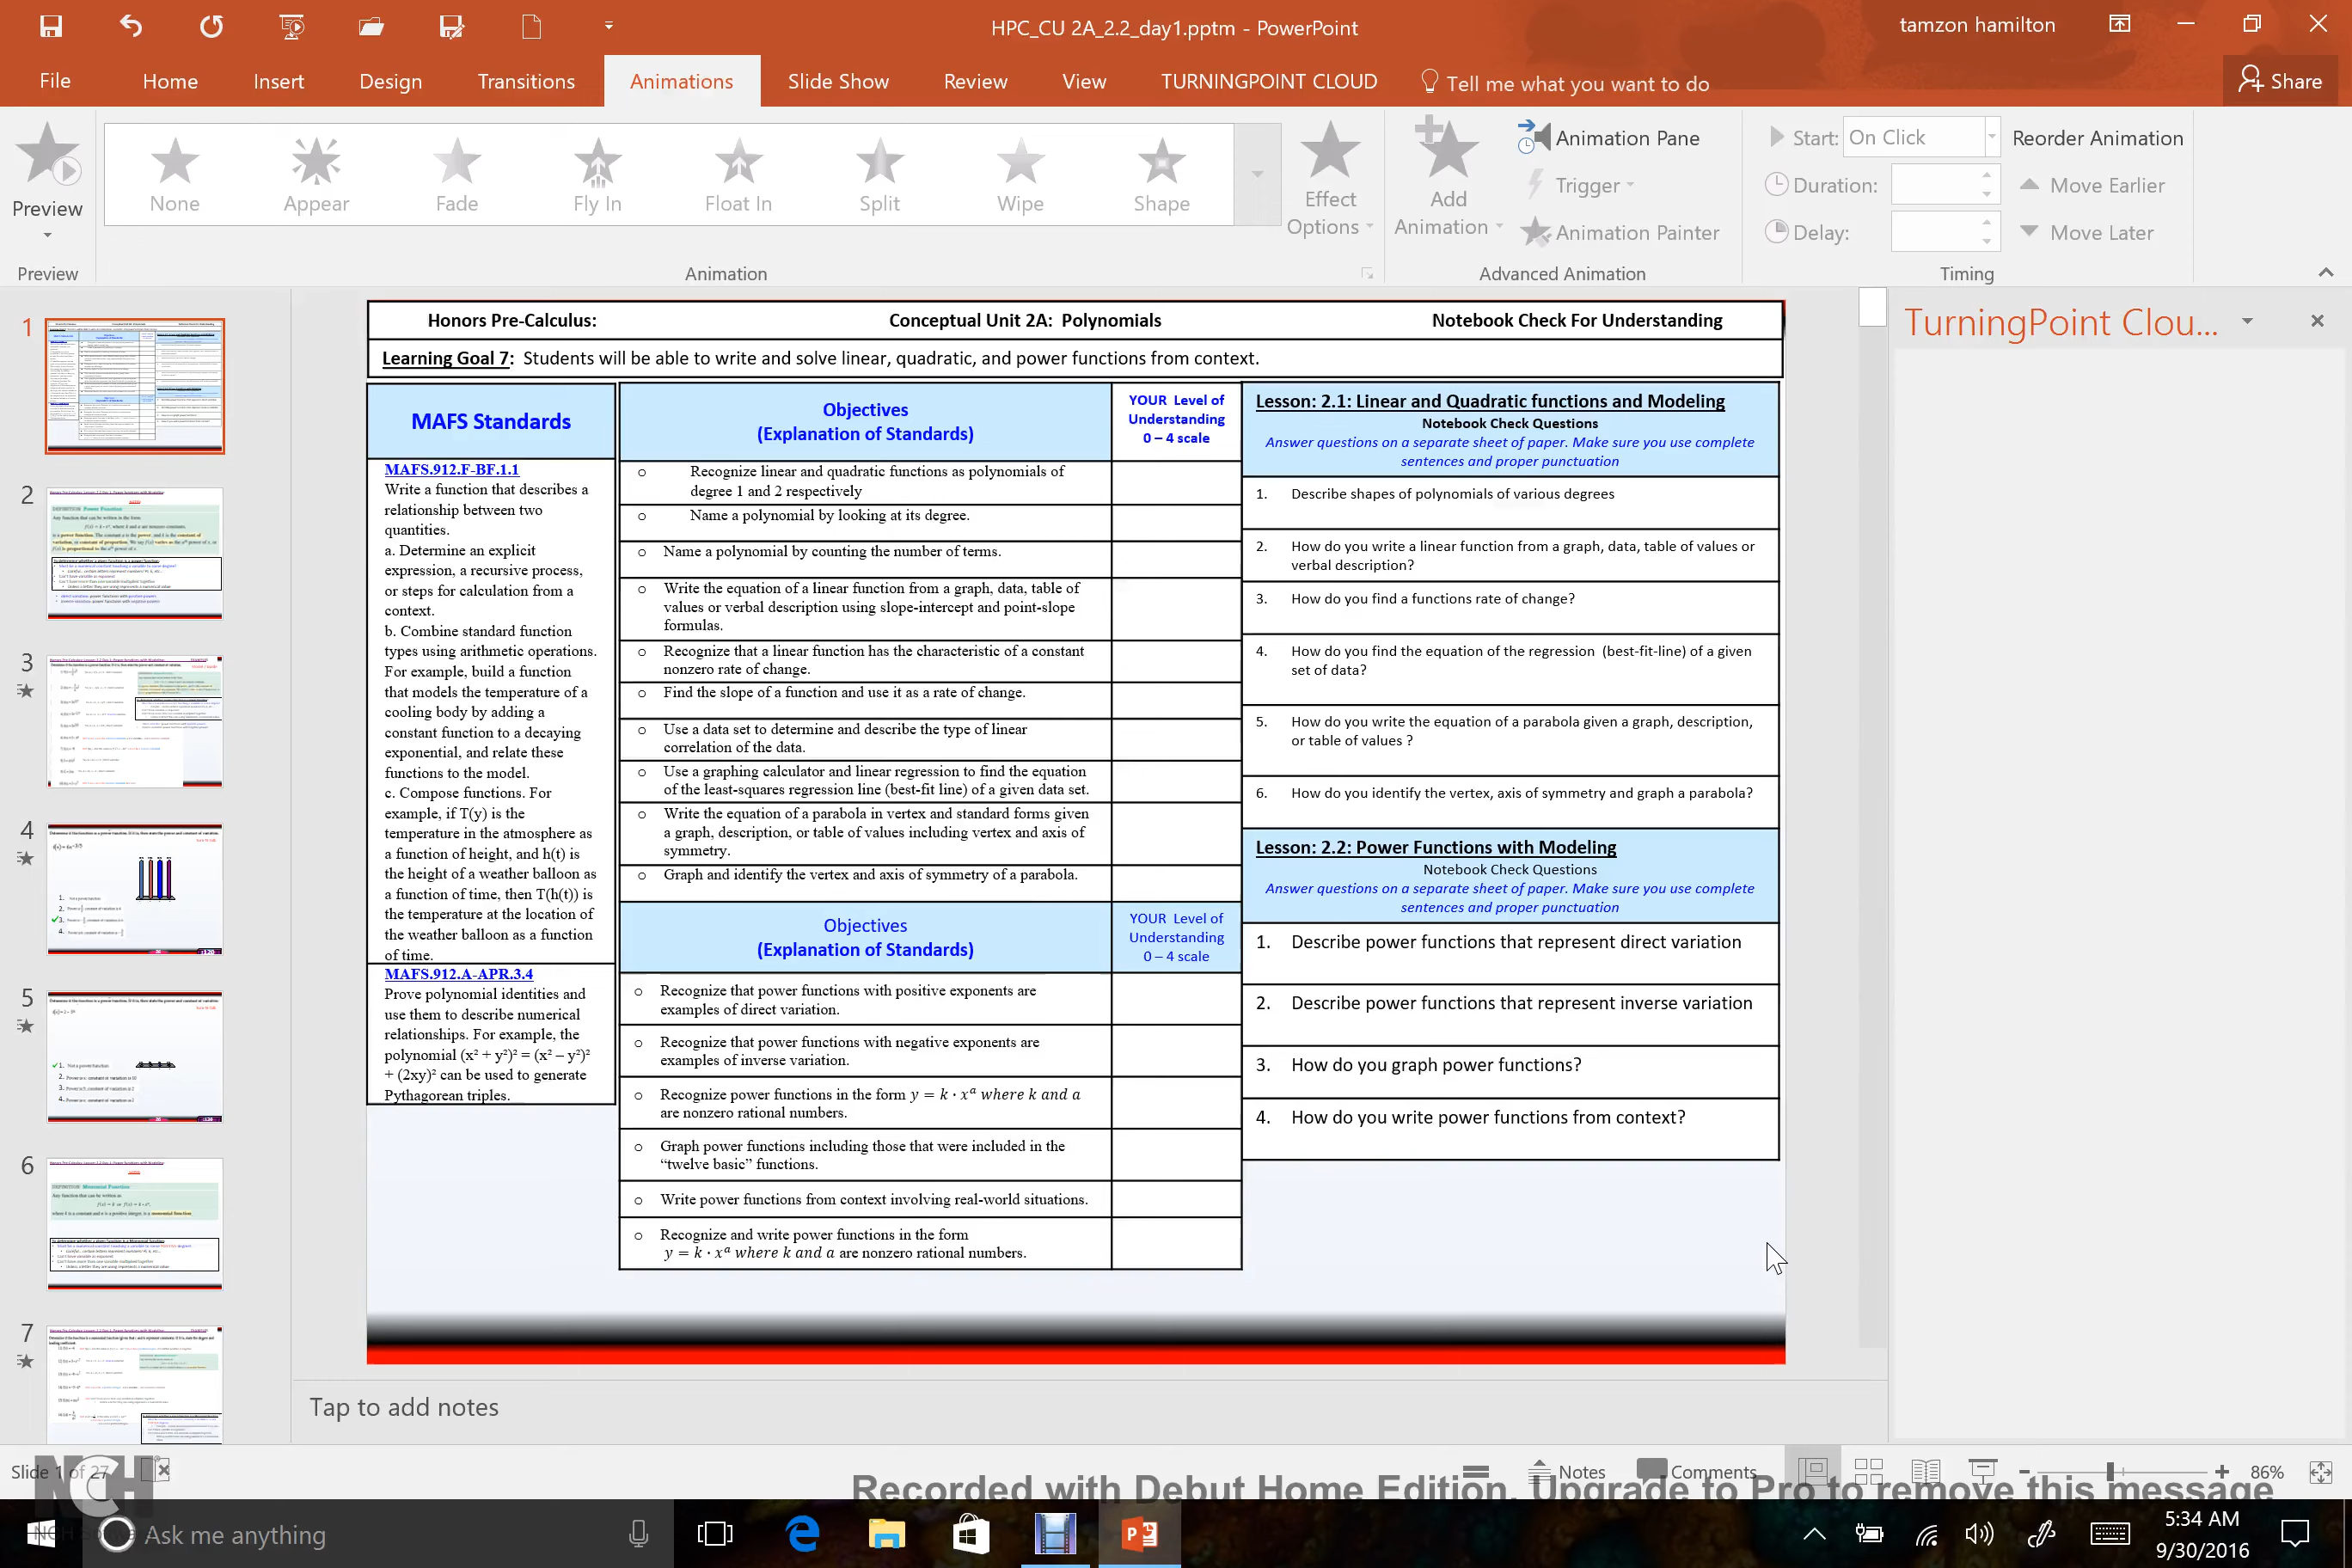 HPC_CU 2A_2.2_day1.pptm - PowerPoint
tamzon hamilton
File
Home
Insert
Design
Transitions
Animations
Slide Show
Review
View
TURNINGPOINT CLOUD
Tell me what you want to do
Share
Preview
None
Appear
Fade
Fly In
Float In
Split
Wipe
Shape
Effect
Options
Add
Animation
Animation Pane
Trigger
Animation Painter
Start:
On Click
Duration:
Delay:
Reorder Animation
Move Earlier
Move Later
Preview
Animation
Advanced Animation
Timing
1
2
3
4
5
6
7
Honors Pre-Calculus:
Conceptual Unit 2A: Polynomials
Notebook Check For Understanding
Learning Goal 7: Students will be able to write and solve linear, quadratic, and power functions from context.
MAFS Standards
MAFS.912.F-BF.1.1
Write a function that describes a
relationship between two
quantities.
a. Determine an explicit
expression, a recursive process,
or steps for calculation from a
context.
b. Combine standard function
types using arithmetic operations.
For example, build a function
that models the temperature of a
cooling body by adding a
constant function to a decaying
exponential, and relate these
functions to the model.
c. Compose functions. For
example, if T(y) is the
temperature in the atmosphere as
a function of height, and h(t) is
the height of a weather balloon as
a function of time, then T(h(t)) is
the temperature at the location of
the weather balloon as a function
of time.
MAFS.912.A-APR.3.4
Prove polynomial identities and
use them to describe numerical
relationships. For example, the
polynomial (x² + y²)² = (x² – y²)²
+ (2xy)² can be used to generate
Pythagorean triples.
Objectives
(Explanation of Standards)
YOUR Level of
Understanding
0 – 4 scale
o Recognize linear and quadratic functions as polynomials of
degree 1 and 2 respectively
o Name a polynomial by looking at its degree.
o Name a polynomial by counting the number of terms.
o Write the equation of a linear function from a graph, data, table of
values or verbal description using slope-intercept and point-slope
formulas.
o Recognize that a linear function has the characteristic of a constant
nonzero rate of change.
o Find the slope of a function and use it as a rate of change.
o Use a data set to determine and describe the type of linear
correlation of the data.
o Use a graphing calculator and linear regression to find the equation
of the least-squares regression line (best-fit line) of a given data set.
o Write the equation of a parabola in vertex and standard forms given
a graph, description, or table of values including vertex and axis of
symmetry.
o Graph and identify the vertex and axis of symmetry of a parabola.
Objectives
(Explanation of Standards)
YOUR Level of
Understanding
0 – 4 scale
o Recognize that power functions with positive exponents are
examples of direct variation.
o Recognize that power functions with negative exponents are
examples of inverse variation.
o Recognize power functions in the form y = k · xᵃ where k and a
are nonzero rational numbers.
o Graph power functions including those that were included in the
“twelve basic” functions.
o Write power functions from context involving real-world situations.
o Recognize and write power functions in the form
y = k · xᵃ where k and a are nonzero rational numbers.
Lesson: 2.1: Linear and Quadratic functions and Modeling
Notebook Check Questions
Answer questions on a separate sheet of paper. Make sure you use complete
sentences and proper punctuation
1. Describe shapes of polynomials of various degrees
2. How do you write a linear function from a graph, data, table of values or
verbal description?
3. How do you find a functions rate of change?
4. How do you find the equation of the regression (best-fit-line) of a given
set of data?
5. How do you write the equation of a parabola given a graph, description,
or table of values ?
6. How do you identify the vertex, axis of symmetry and graph a parabola?
Lesson: 2.2: Power Functions with Modeling
Notebook Check Questions
Answer questions on a separate sheet of paper. Make sure you use complete
sentences and proper punctuation
1. Describe power functions that represent direct variation
2. Describe power functions that represent inverse variation
3. How do you graph power functions?
4. How do you write power functions from context?
TurningPoint Clou...
Tap to add notes
Slide 1 of 27
NCH
Notes
Comments
86%
Recorded with Debut Home Edition. Upgrade to Pro to remove this message
Ask me anything
5:34 AM
9/30/2016